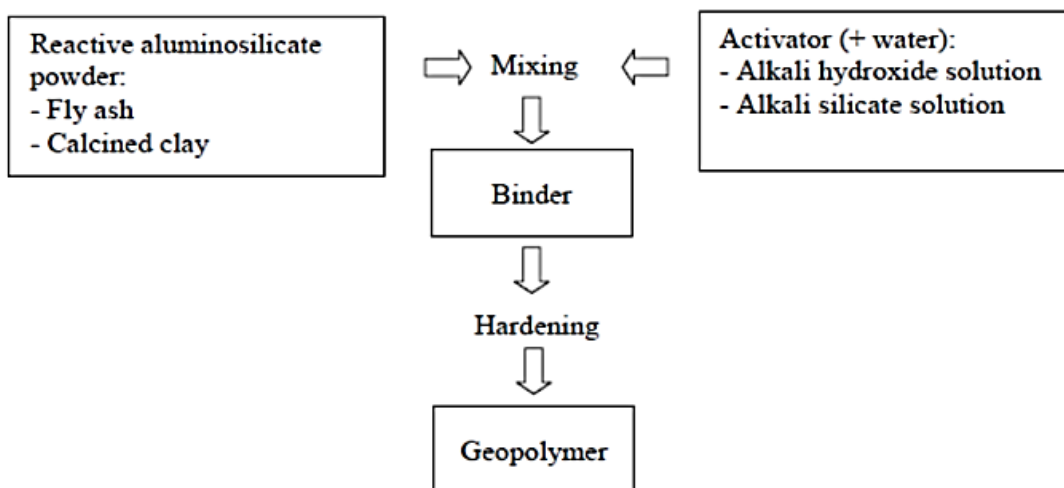 Reactive aluminosilicate
powder:
- Fly ash
- Calcined clay
Mixing
Activator (+ water):
- Alkali hydroxide solution
- Alkali silicate solution
Binder
Hardening
Geopolymer